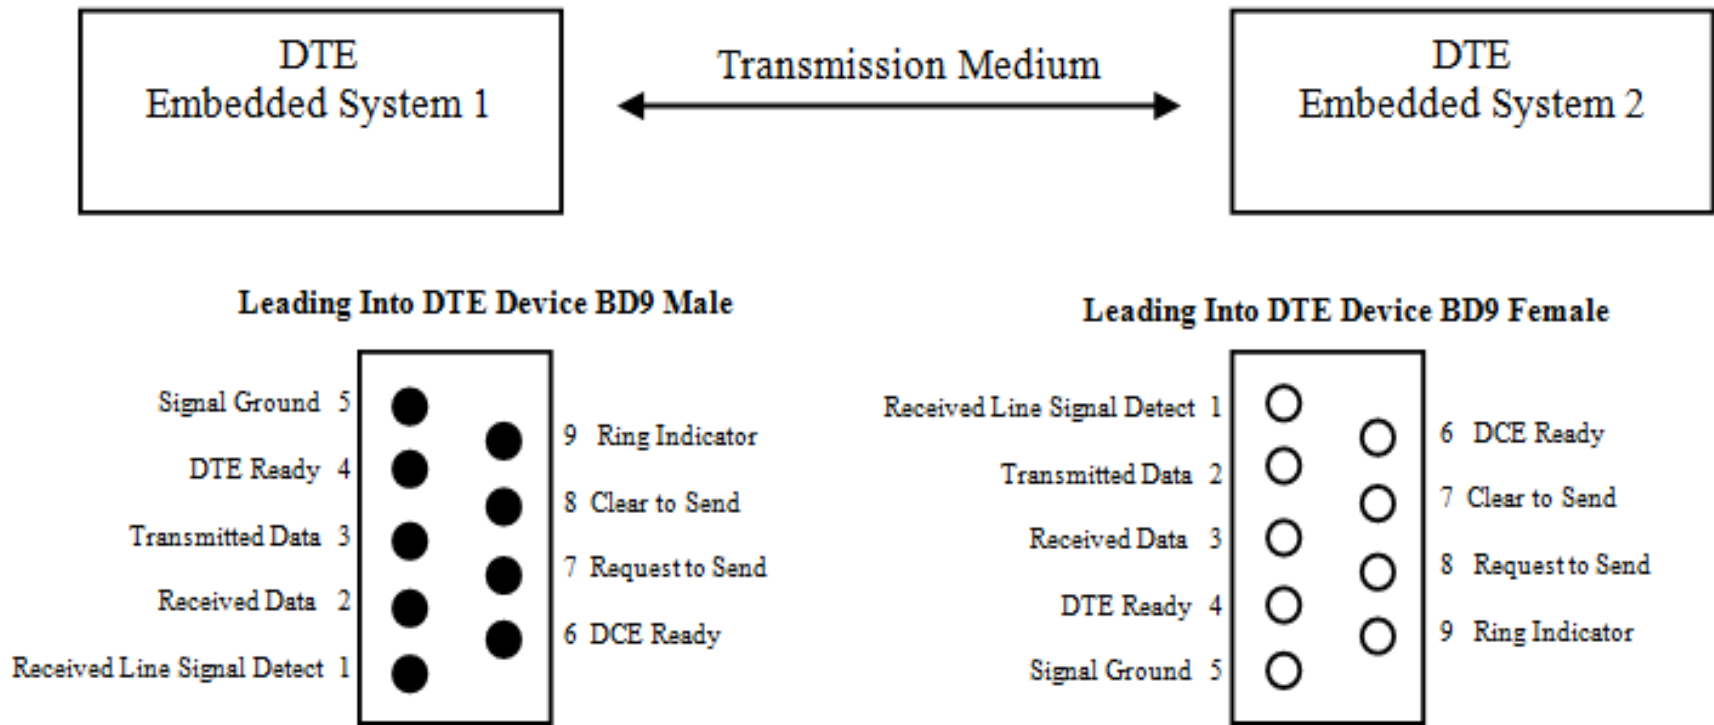 DTE
Embedded System 1
Transmission Medium
DTE
Embedded System 2
Leading Into DTE Device BD9 Male
Signal Ground 5
9 Ring Indicator
DTE Ready 4
8 Clear to Send
Transmitted Data 3
7 Request to Send
Received Data 2
6 DCE Ready
Received Line Signal Detect 1
Leading Into DTE Device BD9 Female
Received Line Signal Detect 1
6 DCE Ready
Transmitted Data 2
7 Clear to Send
Received Data 3
8 Request to Send
DTE Ready 4
9 Ring Indicator
Signal Ground 5